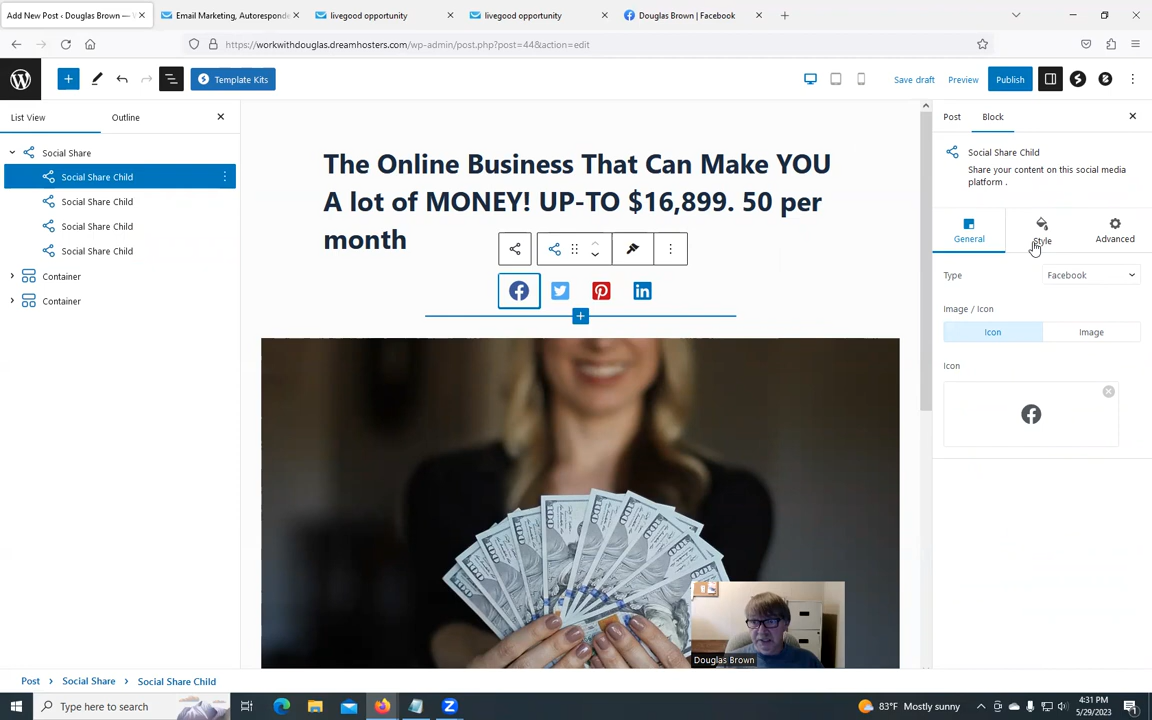 Add New Post ‹ Douglas Brown —
Email Marketing, Autoresponde
livegood opportunity
livegood opportunity
Douglas Brown | Facebook
https://workwithdouglas.dreamhosters.com/wp-admin/post.php?post=44&action=edit
Template Kits
Save draft
Preview
Publish
List View
Outline
Post
Block
Social Share
Social Share Child
Social Share Child
Social Share Child
Social Share Child
Container
Container
The Online Business That Can Make YOU
A lot of MONEY! UP-TO $16,899. 50 per
month
Social Share Child
Share your content on this social media
platform .
General
Style
Advanced
Type
Facebook
Image / Icon
Icon
Image
Icon
Douglas Brown
Post
Social Share
Social Share Child
Type here to search
83°F Mostly sunny
4:31 PM
5/29/2023